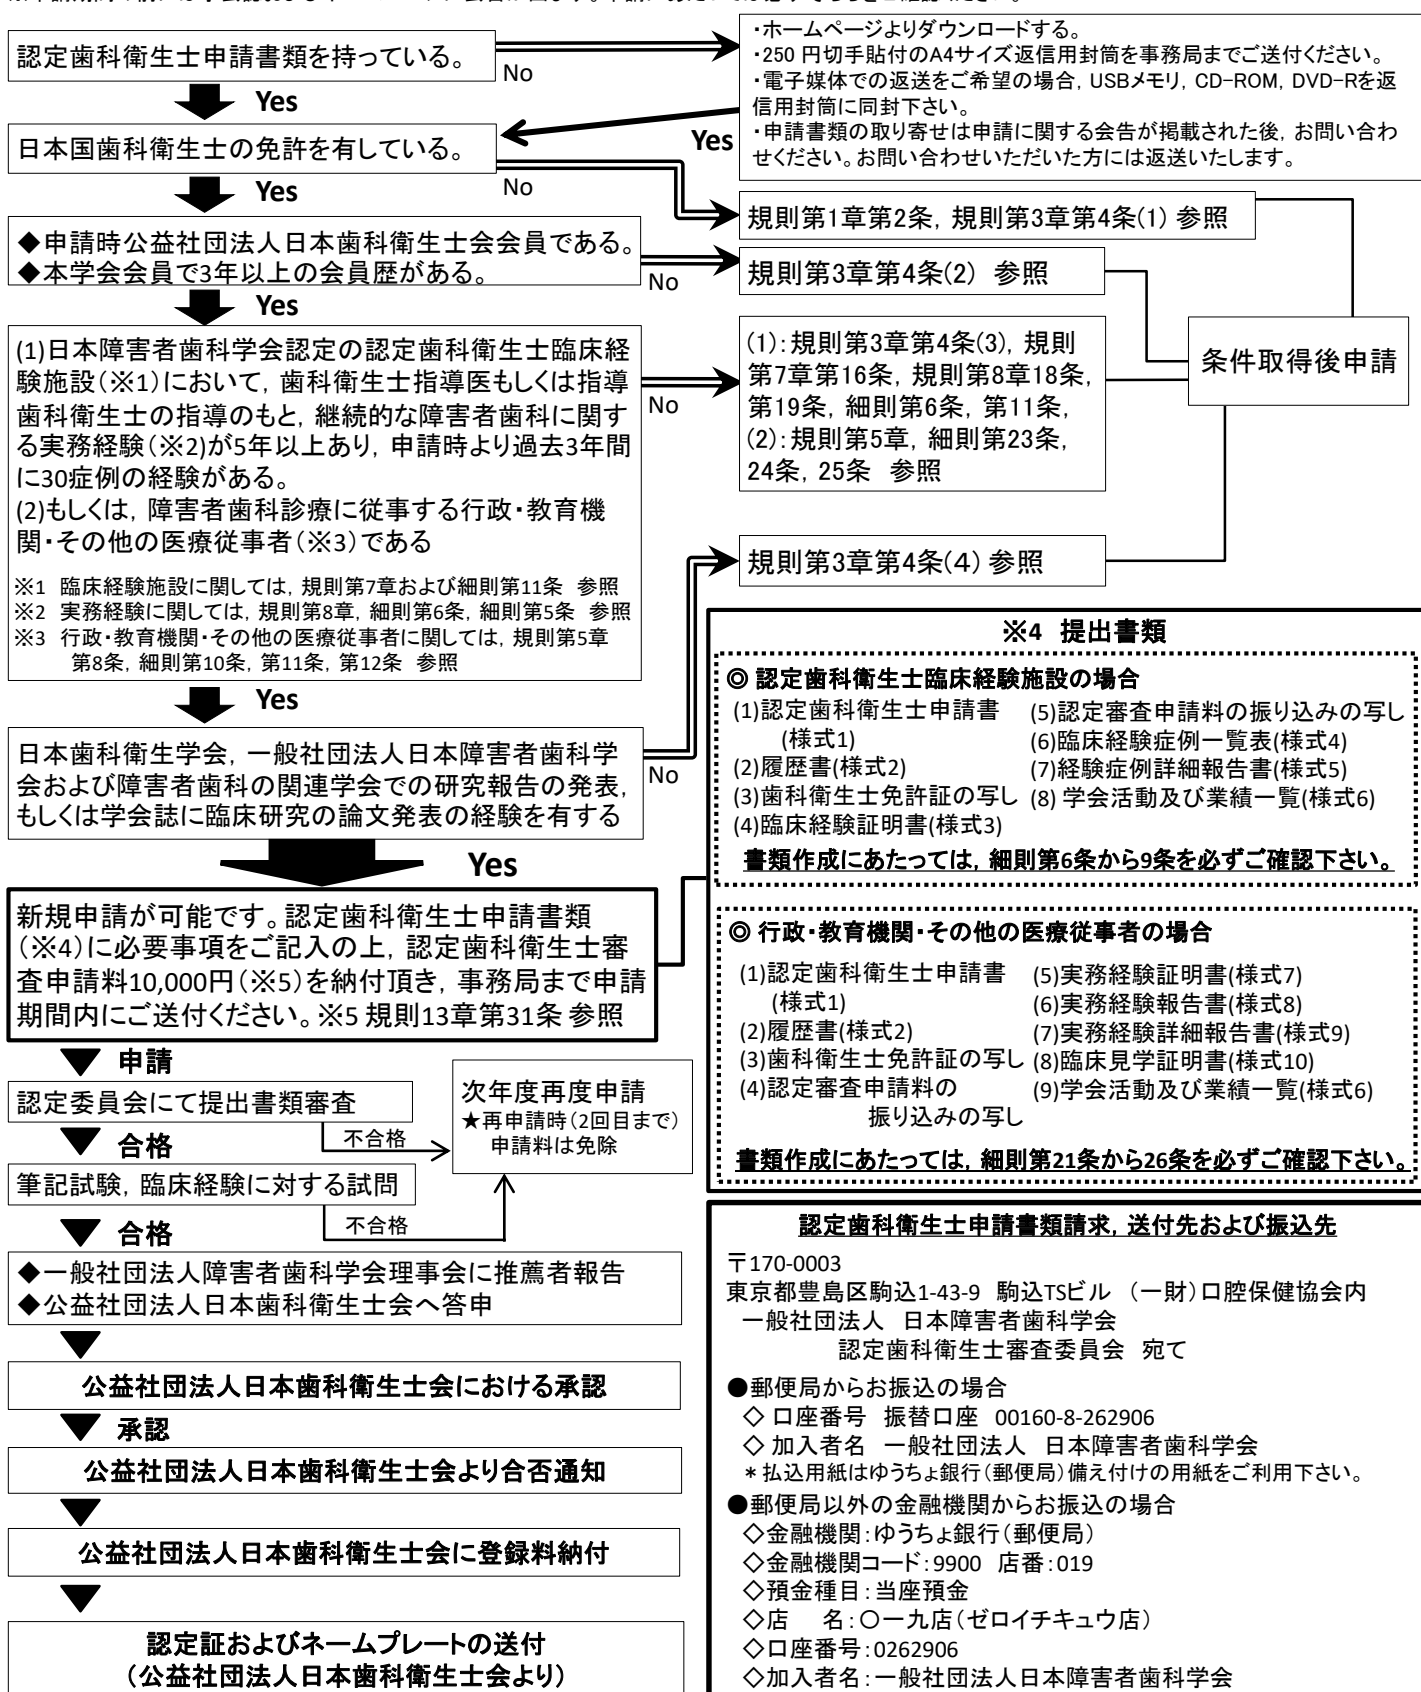 認定歯科衛生士申請書類を持っている。
No
・ホームページよりダウンロードする。
・250 円切手貼付のA4サイズ返信用封筒を事務局までご送付ください。
・電子媒体での返送をご希望の場合, USBメモリ, CD-ROM, DVD-Rを返
信用封筒に同封下さい。
・申請書類の取り寄せは申請に関する会告が掲載された後, お問い合わ
せください。お問い合わせいただいた方には返送いたします。
Yes
Yes
日本国歯科衛生士の免許を有している。
No
規則第1章第2条, 規則第3章第4条(1) 参照
Yes
◆申請時公益社団法人日本歯科衛生士会会員である。
◆本学会会員で3年以上の会員歴がある。
No
規則第3章第4条(2) 参照
Yes
(1)日本障害者歯科学会認定の認定歯科衛生士臨床経
験施設(※1)において, 歯科衛生士指導医もしくは指導
歯科衛生士の指導のもと, 継続的な障害者歯科に関す
る実務経験(※2)が5年以上あり, 申請時より過去3年間
に30症例の経験がある。
(2)もしくは, 障害者歯科診療に従事する行政・教育機
関・その他の医療従事者(※3)である
※1 臨床経験施設に関しては, 規則第7章および細則第11条 参照
※2 実務経験に関しては, 規則第8章, 細則第6条, 細則第5条 参照
※3 行政・教育機関・その他の医療従事者に関しては, 規則第5章
第8条, 細則第10条, 第11条, 第12条 参照
No
(1):規則第3章第4条(3), 規則
第7章第16条, 規則第8章18条,
第19条, 細則第6条, 第11条,
(2):規則第5章, 細則第23条,
24条, 25条 参照
条件取得後申請
規則第3章第4条(4) 参照
Yes
日本歯科衛生学会, 一般社団法人日本障害者歯科学
会および障害者歯科の関連学会での研究報告の発表,
もしくは学会誌に臨床研究の論文発表の経験を有する
No
Yes
新規申請が可能です。認定歯科衛生士申請書類
(※4)に必要事項をご記入の上, 認定歯科衛生士審
査申請料10,000円(※5)を納付頂き, 事務局まで申請
期間内にご送付ください。※5 規則13章第31条 参照
申請
認定委員会にて提出書類審査
不合格
次年度再度申請
★再申請時(2回目まで)
申請料は免除
合格
筆記試験, 臨床経験に対する試問
不合格
合格
◆一般社団法人障害者歯科学会理事会に推薦者報告
◆公益社団法人日本歯科衛生士会へ答申
公益社団法人日本歯科衛生士会における承認
承認
公益社団法人日本歯科衛生士会より合否通知
公益社団法人日本歯科衛生士会に登録料納付
認定証およびネームプレートの送付
(公益社団法人日本歯科衛生士会より)
※4 提出書類
◎ 認定歯科衛生士臨床経験施設の場合
(1)認定歯科衛生士申請書
(様式1)
(2)履歴書(様式2)
(3)歯科衛生士免許証の写し
(4)臨床経験証明書(様式3)
(5)認定審査申請料の振り込みの写し
(6)臨床経験症例一覧表(様式4)
(7)経験症例詳細報告書(様式5)
(8) 学会活動及び業績一覧(様式6)
書類作成にあたっては, 細則第6条から9条を必ずご確認下さい。
◎ 行政・教育機関・その他の医療従事者の場合
(1)認定歯科衛生士申請書
(様式1)
(2)履歴書(様式2)
(3)歯科衛生士免許証の写し
(4)認定審査申請料の
振り込みの写し
(5)実務経験証明書(様式7)
(6)実務経験報告書(様式8)
(7)実務経験詳細報告書(様式9)
(8)臨床見学証明書(様式10)
(9)学会活動及び業績一覧(様式6)
書類作成にあたっては, 細則第21条から26条を必ずご確認下さい。
認定歯科衛生士申請書類請求, 送付先および振込先
〒170-0003
東京都豊島区駒込1-43-9 駒込TSビル (一財)口腔保健協会内
一般社団法人 日本障害者歯科学会
認定歯科衛生士審査委員会 宛て
●郵便局からお振込の場合
◇ 口座番号 振替口座 00160-8-262906
◇ 加入者名 一般社団法人 日本障害者歯科学会
＊払込用紙はゆうちょ銀行(郵便局)備え付けの用紙をご利用下さい。
●郵便局以外の金融機関からお振込の場合
◇金融機関:ゆうちょ銀行(郵便局)
◇金融機関コード:9900 店番:019
◇預金種目:当座預金
◇店 名:〇一九店(ゼロイチキュウ店)
◇口座番号:0262906
◇加入者名:一般社団法人日本障害者歯科学会